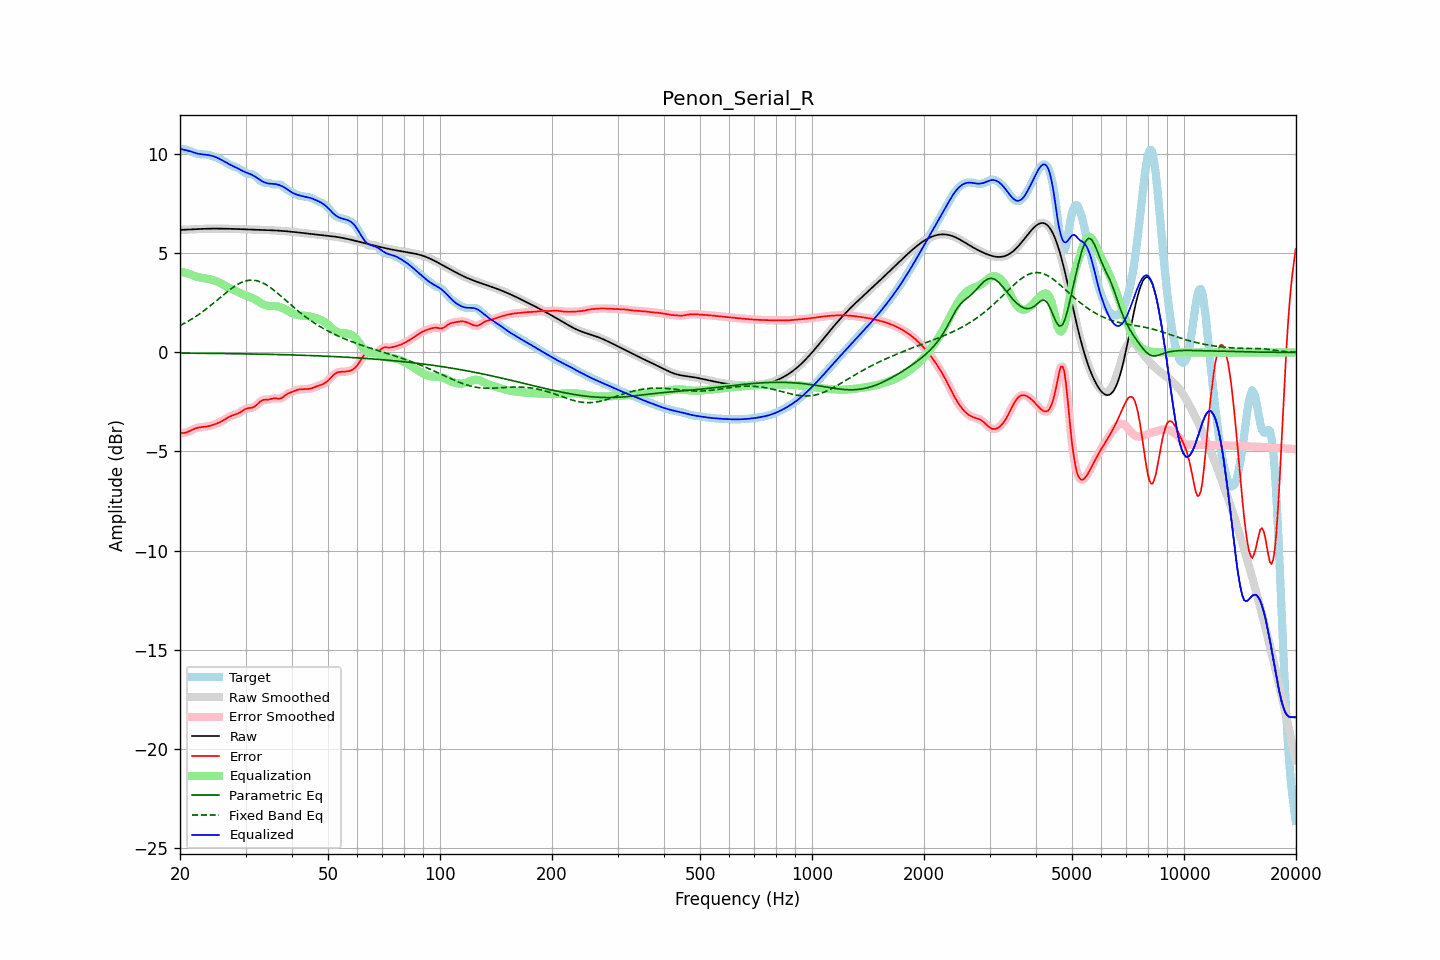 Penon_Serial_R
Amplitude (dBr)
10
5
0
−5
−10
−15
−20
−25
Target
Raw Smoothed
Error Smoothed
Raw
Error
Equalization
Parametric Eq
Fixed Band Eq
Equalized
20 50 100 200 500 1000 2000 5000 10000 20000
Frequency (Hz)